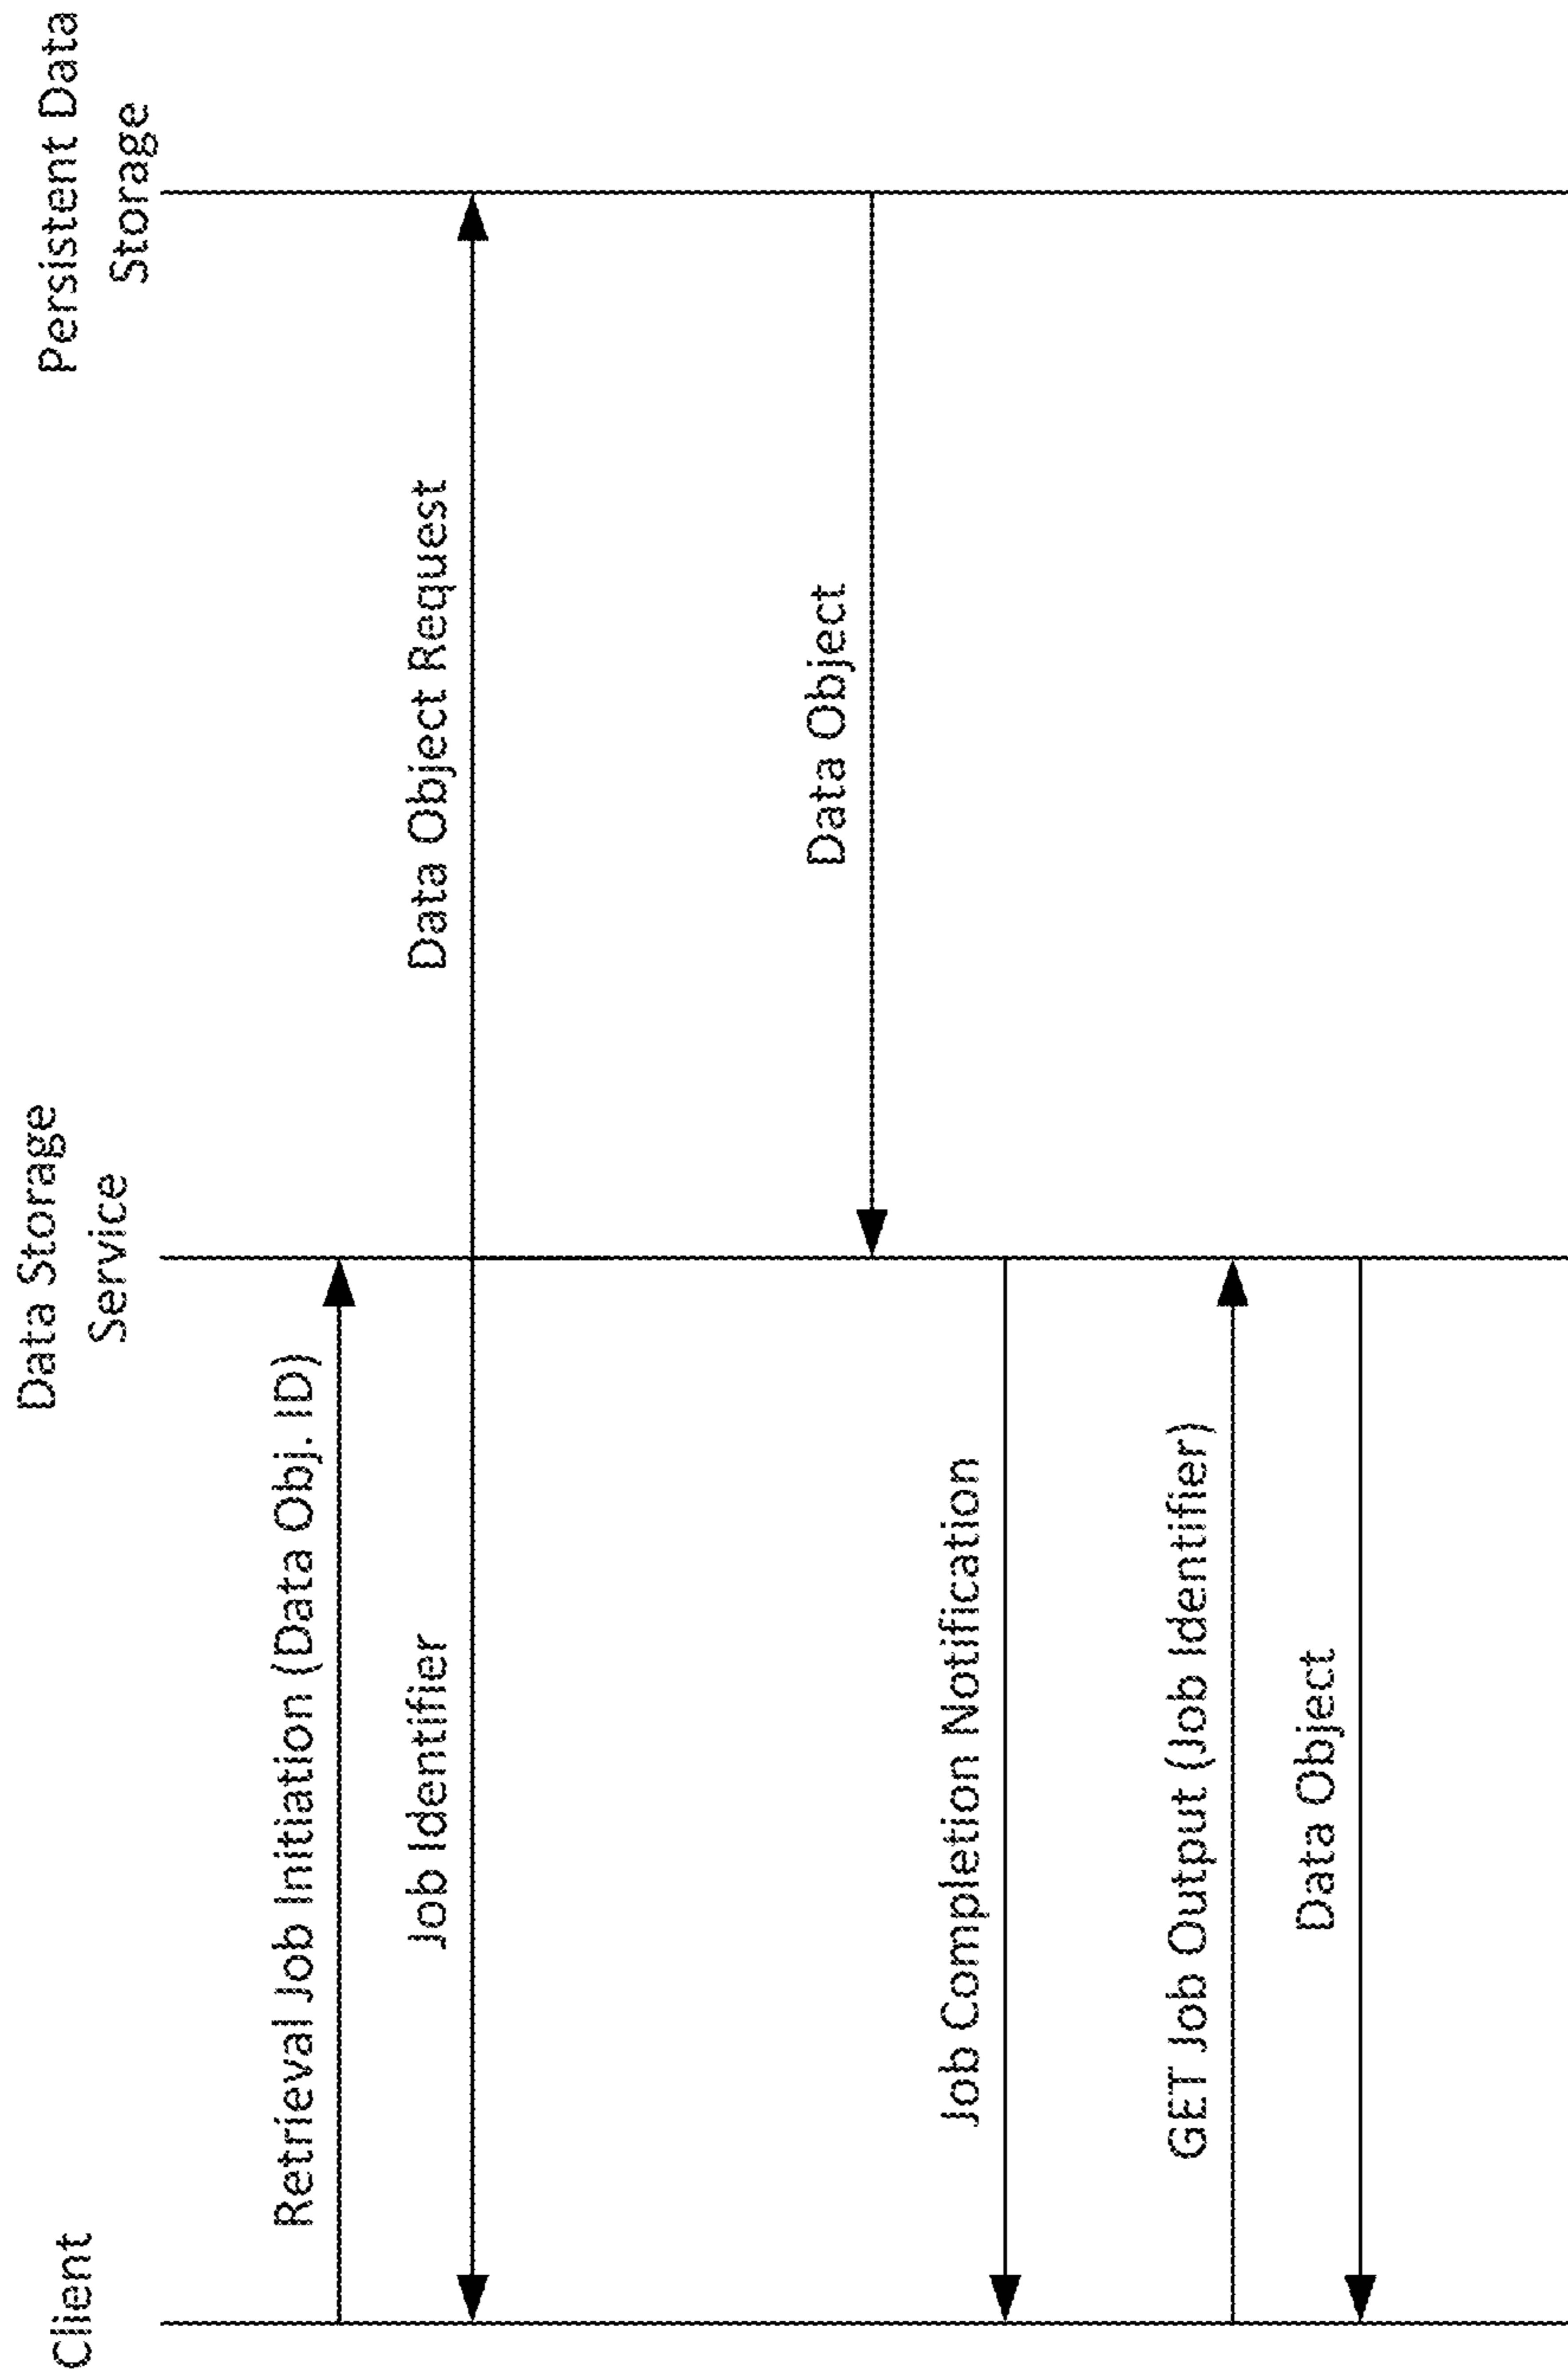 Client
Data Storage
Service
Persistent Data
Storage
Retrieval Job Initiation (Data Obj. ID)
Job Identifier
Data Object Request
Data Object
Job Completion Notification
GET Job Output (Job Identifier)
Data Object